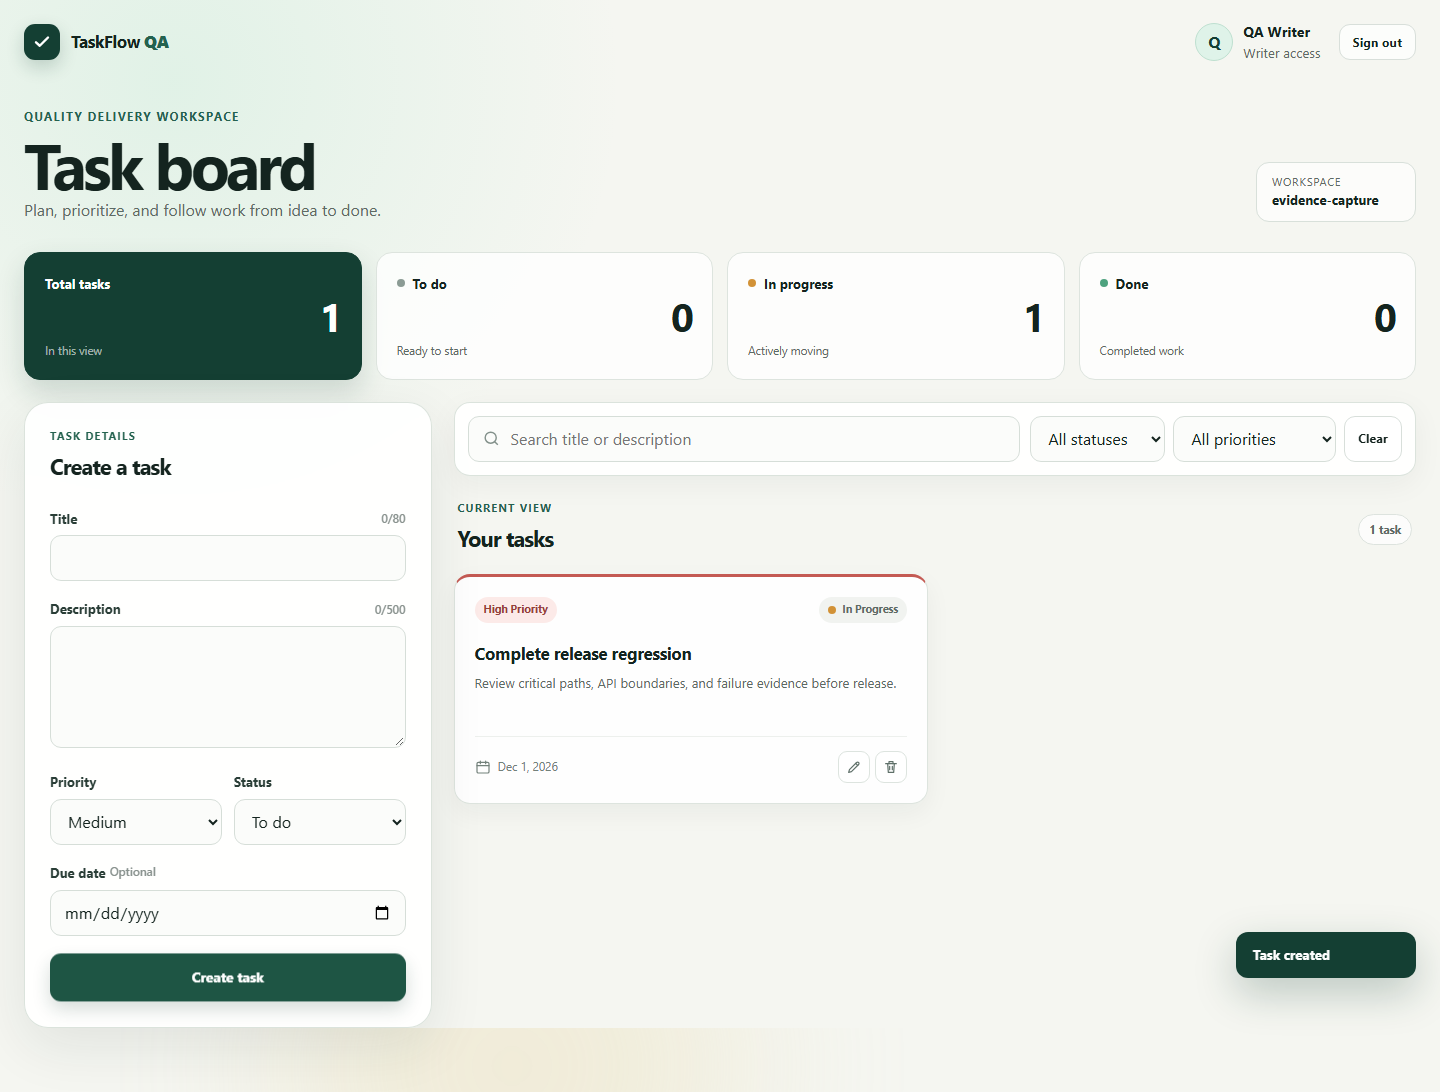 TaskFlow QA
Q
QA Writer
Writer access
Sign out
QUALITY DELIVERY WORKSPACE
Task board
Plan, prioritize, and follow work from idea to done.
WORKSPACE
evidence-capture
Total tasks
1
In this view
To do
0
Ready to start
In progress
1
Actively moving
Done
0
Completed work
TASK DETAILS
Create a task
Title 0/80
Description 0/500
Priority Status
Medium To do
Due date Optional
mm/dd/yyyy
Create task
Search title or description
All statuses
All priorities
Clear
CURRENT VIEW
Your tasks
1 task
High Priority
In Progress
Complete release regression
Review critical paths, API boundaries, and failure evidence before release.
Dec 1, 2026
Task created